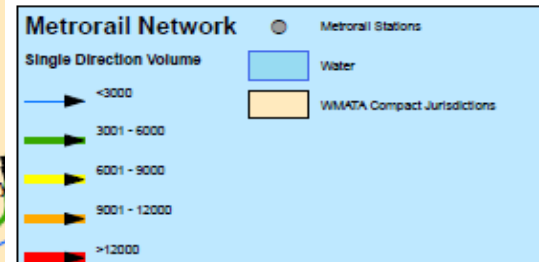 Metrorail Network
Single Direction Volume
<3000
3001 - 6000
6001 - 9000
9001 - 12000
>12000
Metrorail Stations
Water
WMATA Compact Jurisdictions